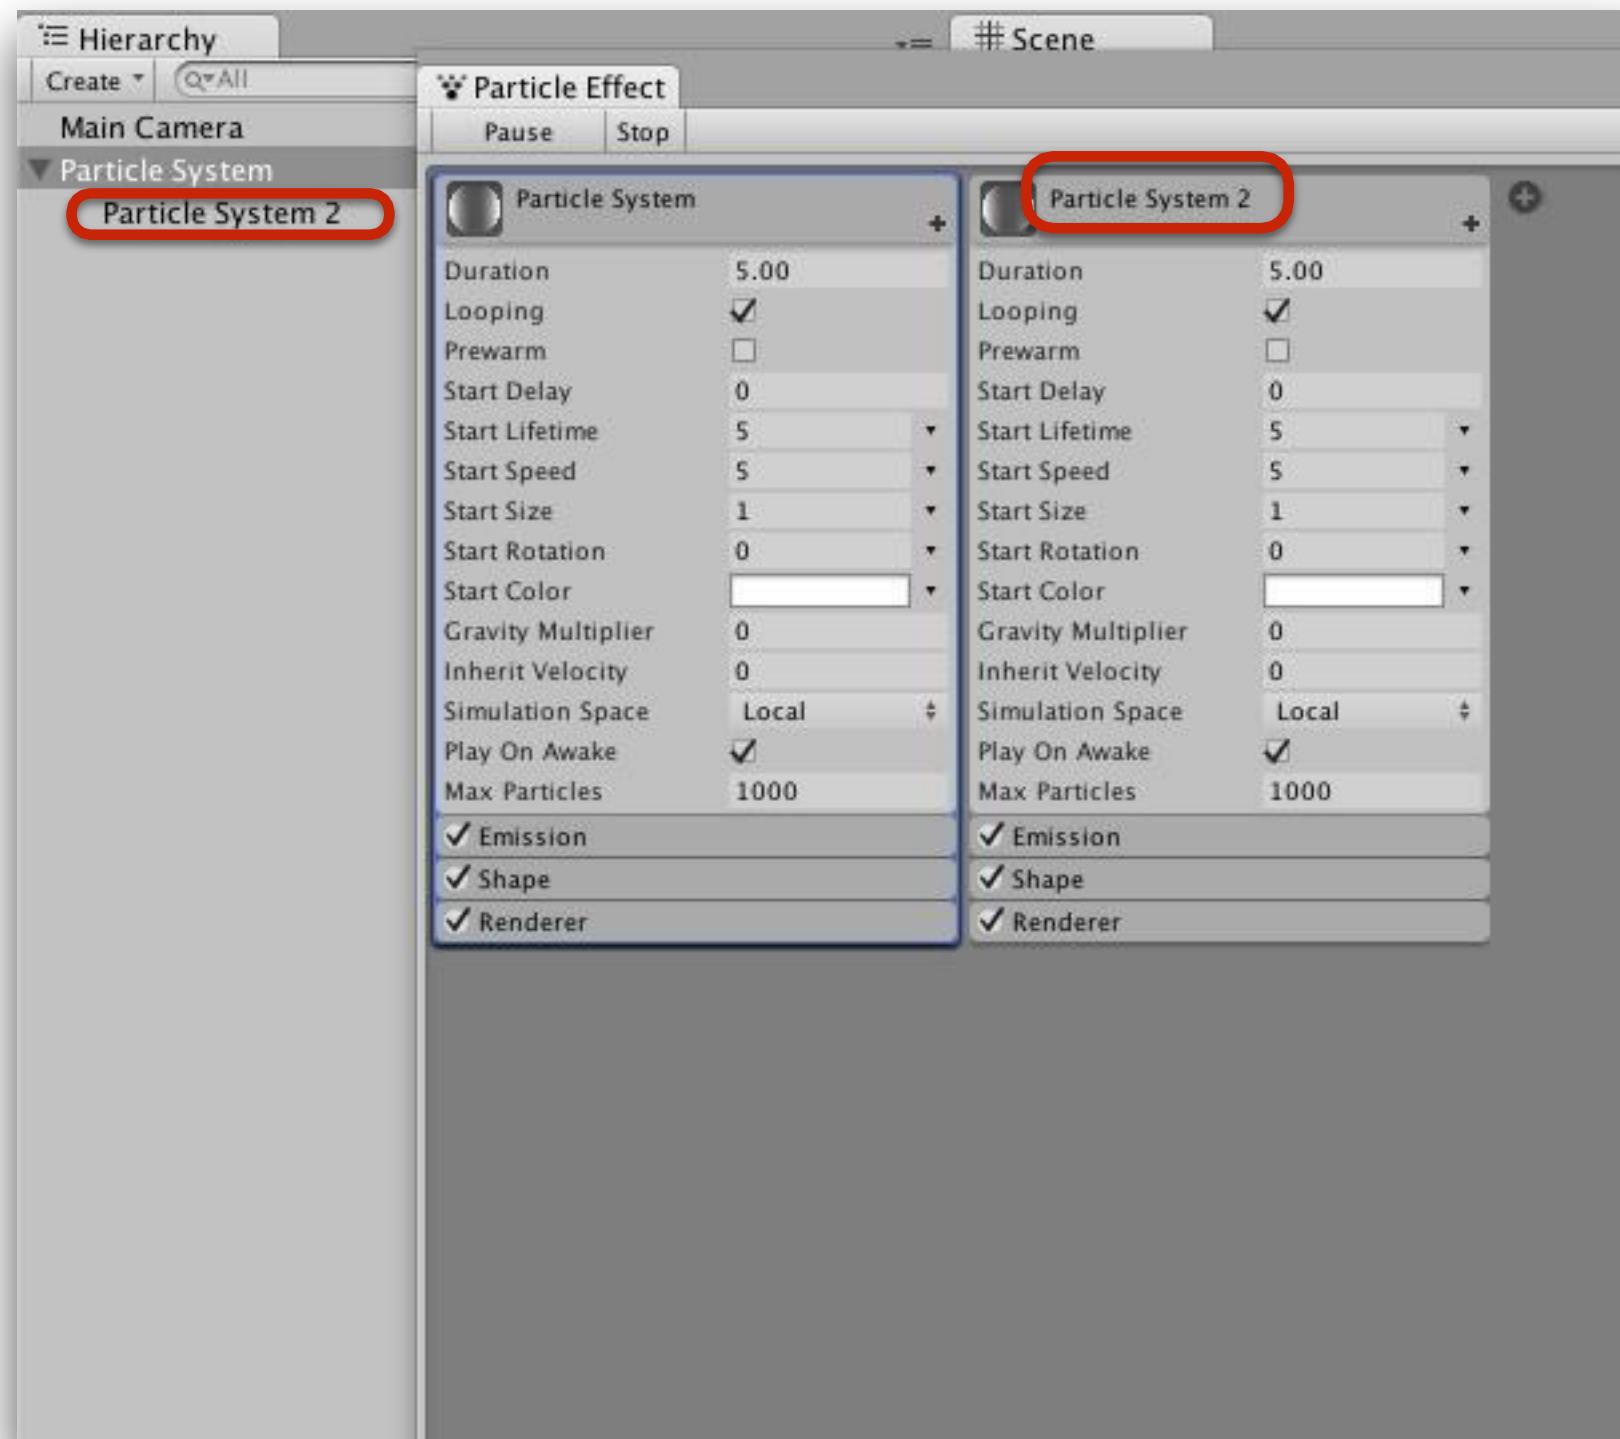 Hierarchy
Scene
Create
All
Main Camera
Particle System
Particle System 2
Particle Effect
Pause Stop
Particle System
Duration 5.00
Looping
Prewarm
Start Delay 0
Start Lifetime 5
Start Speed 5
Start Size 1
Start Rotation 0
Start Color
Gravity Multiplier 0
Inherit Velocity 0
Simulation Space Local
Play On Awake
Max Particles 1000
Emission
Shape
Renderer
Particle System 2
Duration 5.00
Looping
Prewarm
Start Delay 0
Start Lifetime 5
Start Speed 5
Start Size 1
Start Rotation 0
Start Color
Gravity Multiplier 0
Inherit Velocity 0
Simulation Space Local
Play On Awake
Max Particles 1000
Emission
Shape
Renderer